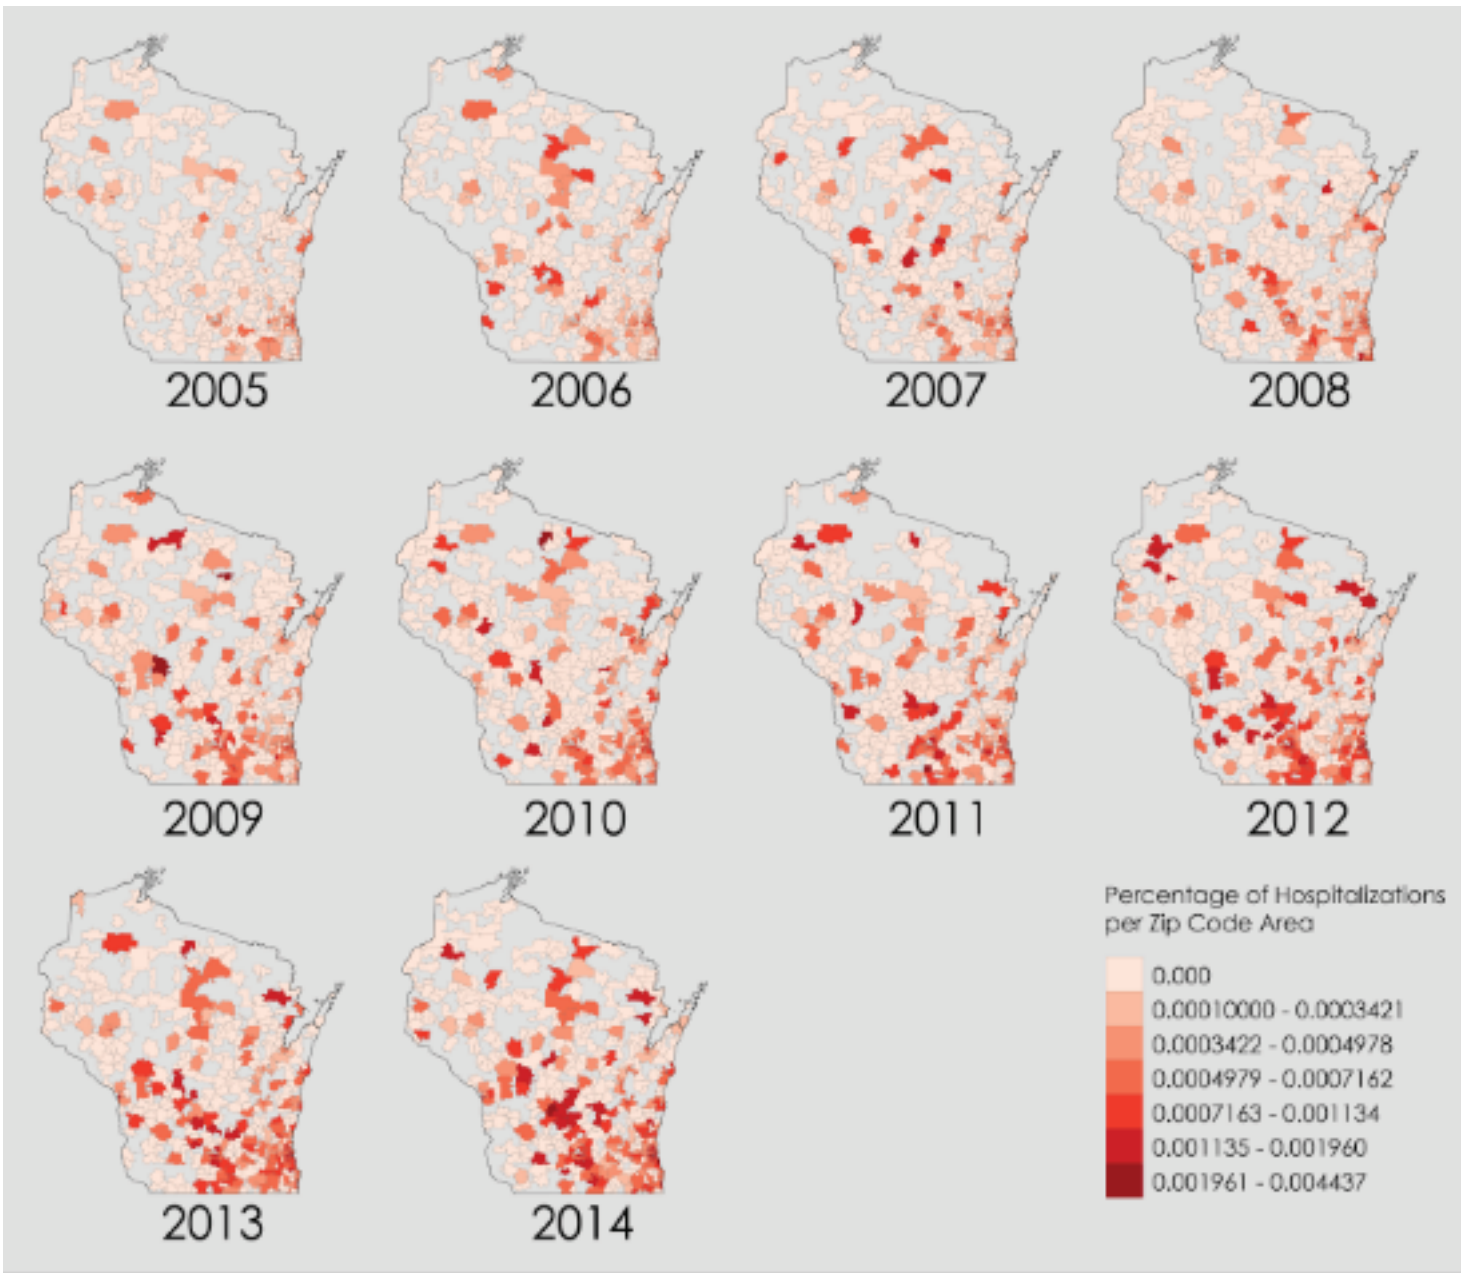 2005
2006
2007
2008
2009
2010
2011
2012
2013
2014
Percentage of Hospitalizations
per Zip Code Area
0.000
0.00010000 - 0.0003421
0.0003422 - 0.0004978
0.0004979 - 0.0007162
0.0007163 - 0.001134
0.001135 - 0.001960
0.001961 - 0.004437